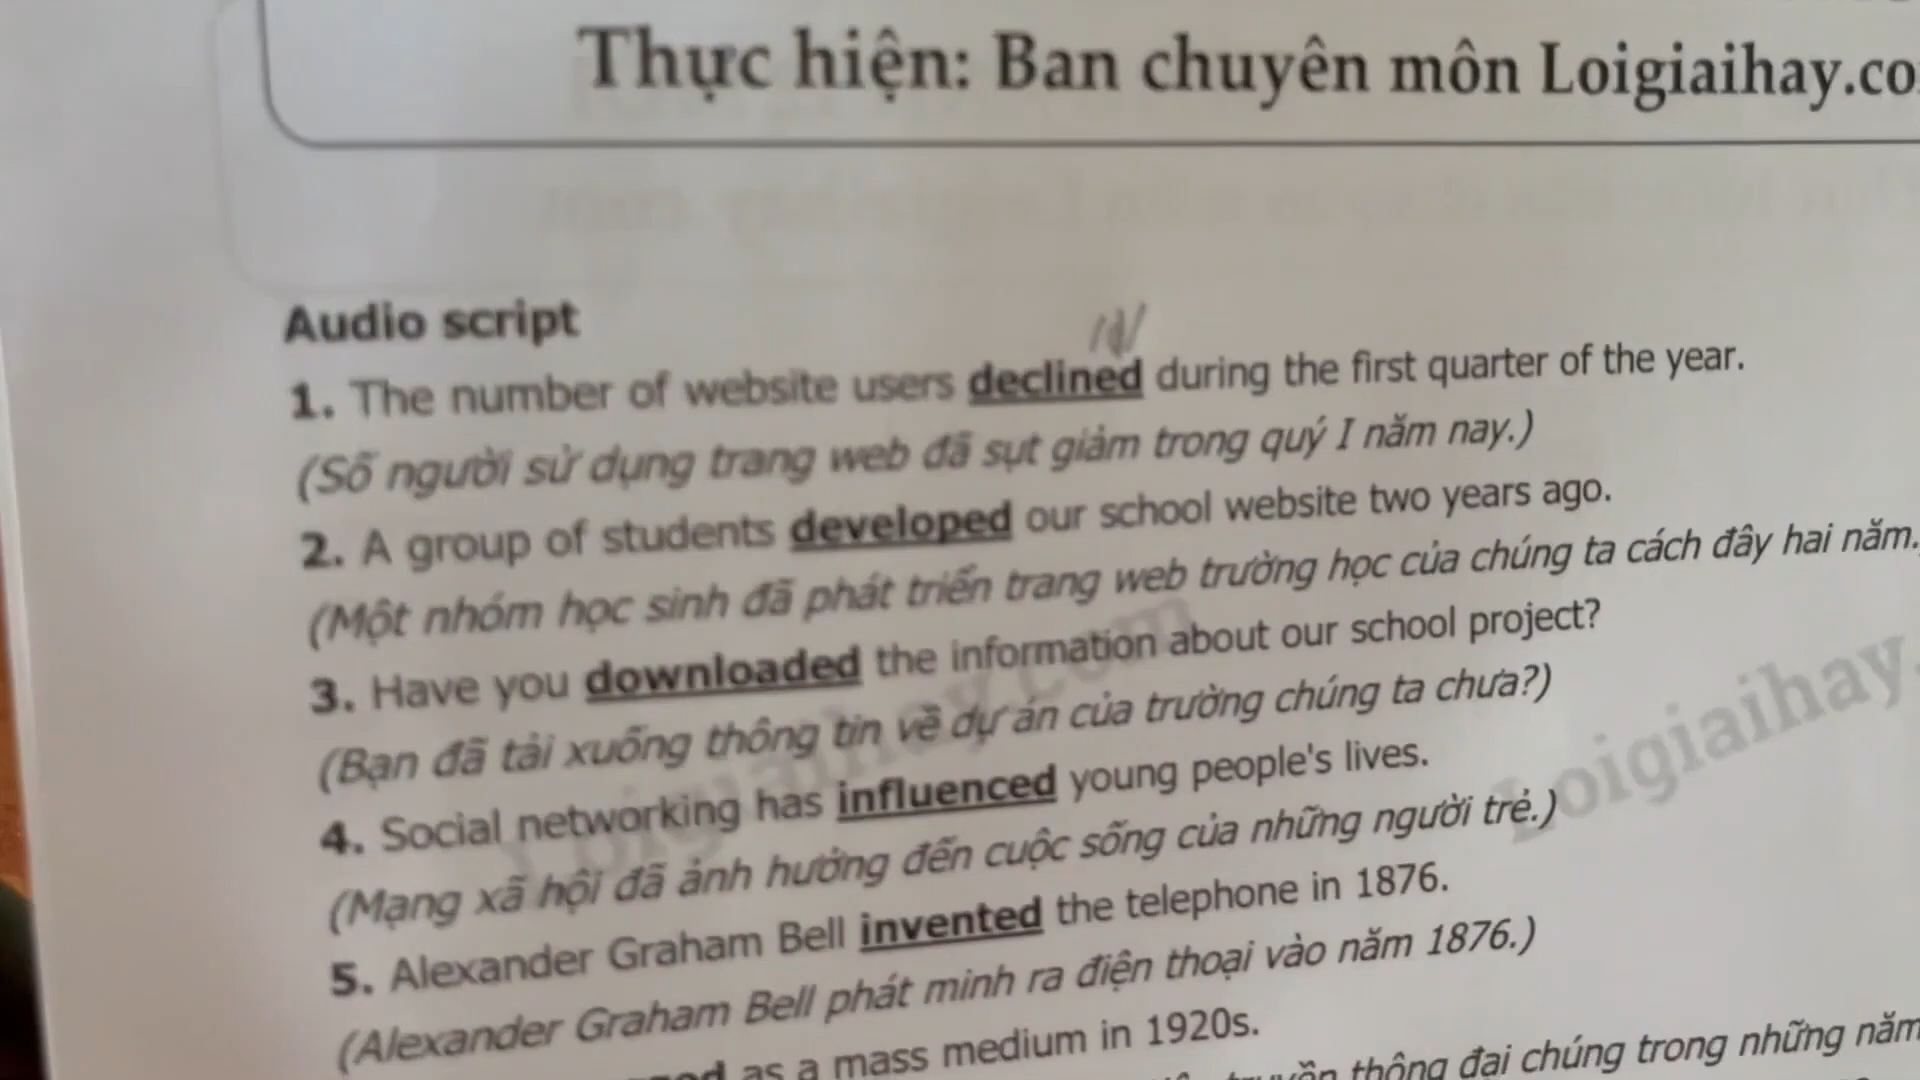 Thực hiện: Ban chuyên môn Loigiaihay.co
Audio script
/d/
1. The number of website users declined during the first quarter of the year.
(Số người sử dụng trang web đã sụt giảm trong quý I năm nay.)
2. A group of students developed our school website two years ago.
(Một nhóm học sinh đã phát triển trang web trường học của chúng ta cách đây hai năm.
3. Have you downloaded the information about our school project?
(Bạn đã tải xuống thông tin về dự án của trường chúng ta chưa?)
4. Social networking has influenced young people's lives.
(Mạng xã hội đã ảnh hưởng đến cuộc sống của những người trẻ.)
5. Alexander Graham Bell invented the telephone in 1876.
(Alexander Graham Bell phát minh ra điện thoại vào năm 1876.)
as a mass medium in 1920s.
truyền thông đại chúng trong những năm
Loigiaihay.com
Loigiaihay.